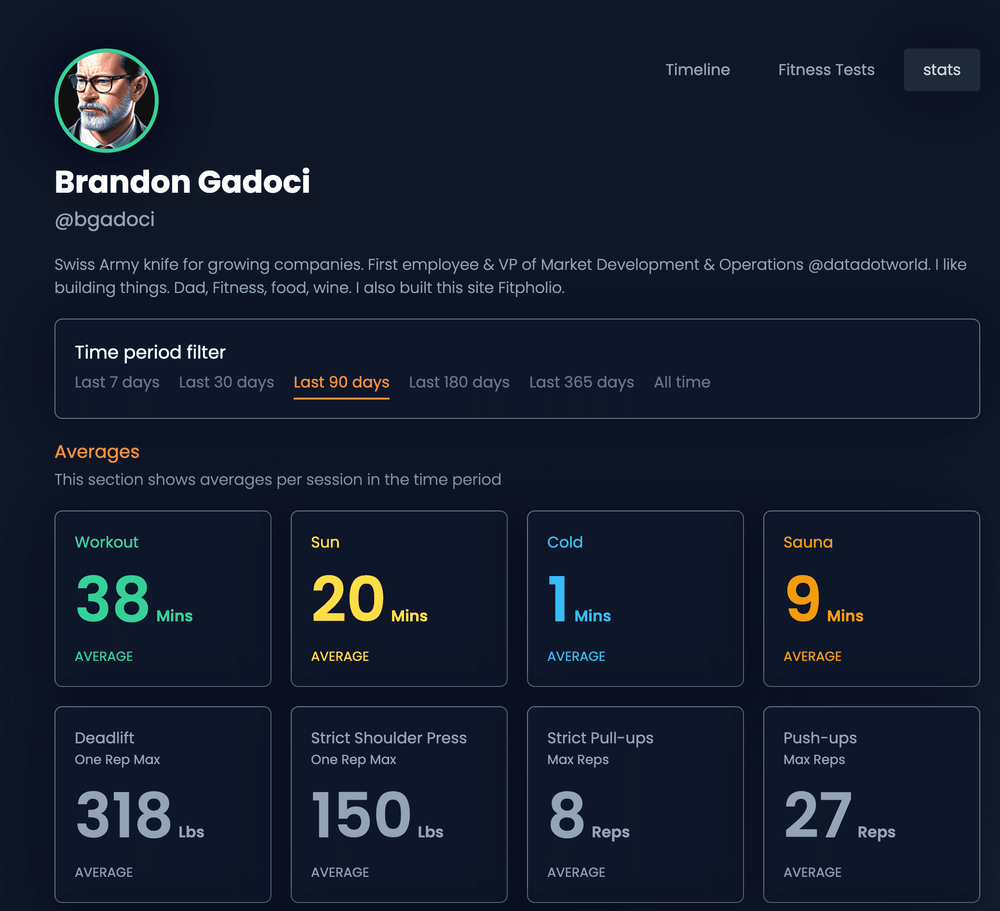 Timeline Fitness Tests stats
Brandon Gadoci
@bgadoci
Swiss Army knife for growing companies. First employee & VP of Market Development & Operations @datadotworld. I like
building things. Dad, Fitness, food, wine. I also built this site Fitpholio.
Time period filter
Last 7 days Last 30 days Last 90 days Last 180 days Last 365 days All time
Averages
This section shows averages per session in the time period
Workout
38 Mins
AVERAGE
Sun
20 Mins
AVERAGE
Cold
1 Mins
AVERAGE
Sauna
9 Mins
AVERAGE
Deadlift
One Rep Max
318 Lbs
AVERAGE
Strict Shoulder Press
One Rep Max
150 Lbs
AVERAGE
Strict Pull-ups
Max Reps
8 Reps
AVERAGE
Push-ups
Max Reps
27 Reps
AVERAGE